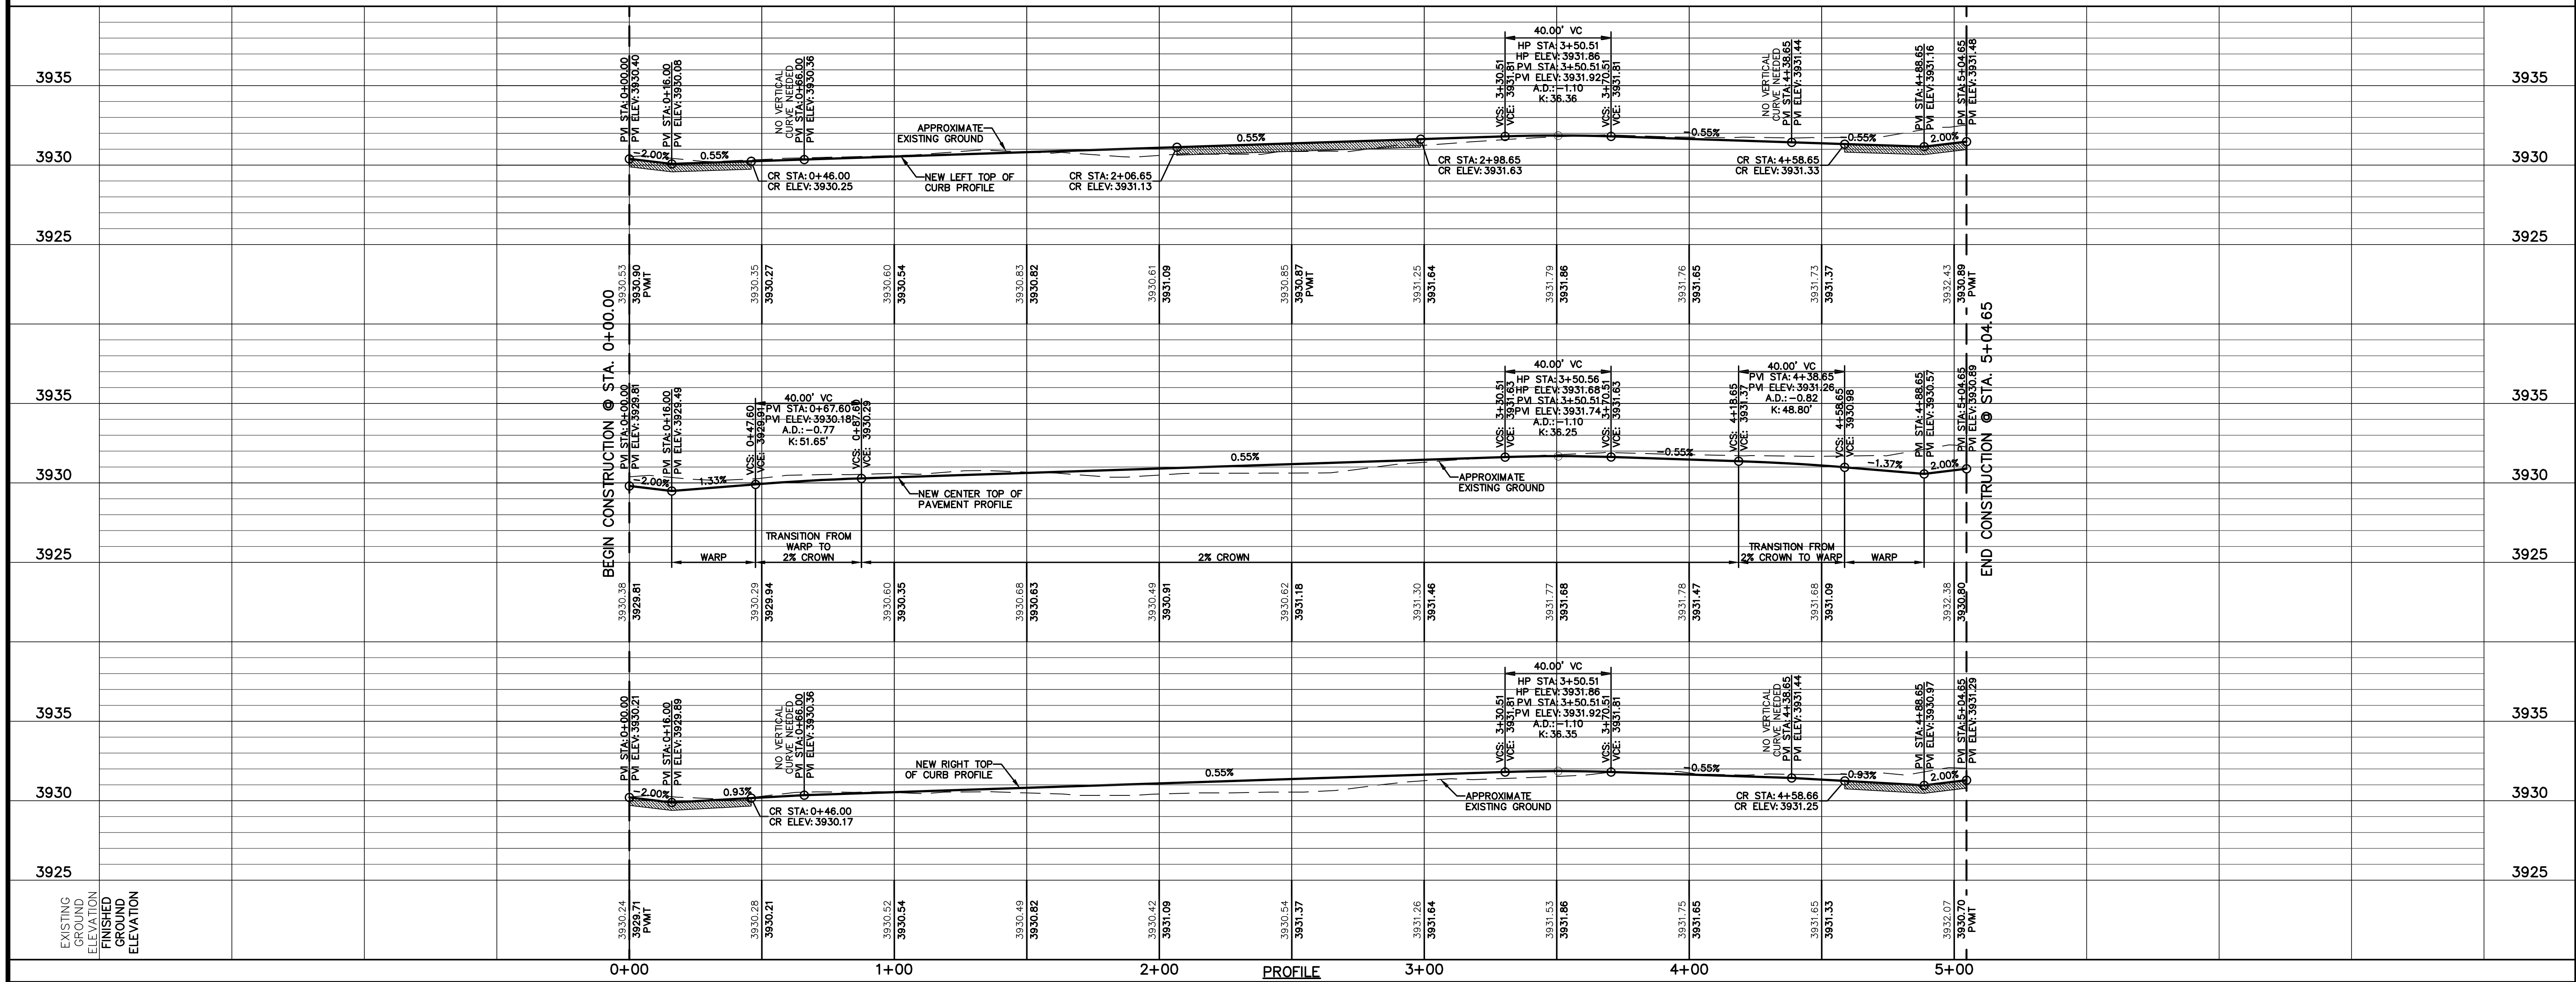 40.00' VC
HP STA: 3+50.51
HP ELEV: 3931.86
PVI STA: 3+50.51
PVI ELEV: 3931.92
A.D.: -1.10
K: 36.36
VCS: 3+30.51
VCE: 3931.81
VCS: 3+70.51
VCE: 3931.81
PVI STA: 0+00.00
PVI ELEV: 3930.40
PVI STA: 0+16.00
PVI ELEV: 3930.08
NO VERTICAL
CURVE NEEDED
PVI STA: 0+66.00
PVI ELEV: 3930.36
NO VERTICAL
CURVE NEEDED
PVI STA: 4+38.65
PVI ELEV: 3931.44
PVI STA: 4+88.65
PVI ELEV: 3931.16
PVI STA: 5+04.65
PVI ELEV: 3931.48
3935
3935
APPROXIMATE
EXISTING GROUND
-2.00%
0.55%
0.55%
-0.55%
-0.55%
2.00%
3930
3930
CR STA: 0+46.00
CR ELEV: 3930.25
NEW LEFT TOP OF
CURB PROFILE
CR STA: 2+06.65
CR ELEV: 3931.13
CR STA: 2+98.65
CR ELEV: 3931.63
CR STA: 4+58.65
CR ELEV: 3931.33
3925
3925
3930.53
3930.90
PVMT
3930.35
3930.27
3930.60
3930.54
3930.83
3930.82
3930.61
3931.09
3930.85
3930.87
PVMT
3931.25
3931.64
3931.79
3931.86
3931.76
3931.65
3931.73
3931.37
3932.43
3930.89
PVMT
BEGIN CONSTRUCTION @ STA. 0+00.00
END CONSTRUCTION @ STA. 5+04.65
PVI STA: 0+00.00
PVI ELEV: 3929.81
PVI STA: 0+16.00
PVI ELEV: 3929.49
VCS: 0+47.60
VCE: 3929.91
40.00' VC
PVI STA: 0+67.60
PVI ELEV: 3930.18
A.D.: -0.77
K: 51.65'
VCS: 0+87.60
VCE: 3930.29
40.00' VC
HP STA: 3+50.56
HP ELEV: 3931.68
PVI STA: 3+50.51
PVI ELEV: 3931.74
A.D.: -1.10
K: 36.25
VCS: 3+30.51
VCE: 3931.63
VCS: 3+70.51
VCE: 3931.63
40.00' VC
PVI STA: 4+38.65
PVI ELEV: 3931.26
A.D.: -0.82
K: 48.80'
VCS: 4+18.65
VCE: 3931.37
VCS: 4+58.65
VCE: 3930.98
PVI STA: 4+88.65
PVI ELEV: 3930.57
PVI STA: 5+04.65
PVI ELEV: 3930.89
3935
3935
-2.00%
1.33%
0.55%
-0.55%
-1.37%
2.00%
3930
3930
NEW CENTER TOP OF
PAVEMENT PROFILE
APPROXIMATE
EXISTING GROUND
WARP
TRANSITION FROM
WARP TO
2% CROWN
2% CROWN
TRANSITION FROM
2% CROWN TO WARP
WARP
3925
3925
3930.38
3929.81
3930.29
3929.94
3930.60
3930.35
3930.68
3930.63
3930.49
3930.91
3930.62
3931.18
3931.30
3931.46
3931.77
3931.68
3931.78
3931.47
3931.68
3931.09
3932.38
3930.80
40.00' VC
HP STA: 3+50.51
HP ELEV: 3931.86
PVI STA: 3+50.51
PVI ELEV: 3931.92
A.D.: -1.10
K: 36.35
VCS: 3+30.51
VCE: 3931.81
VCS: 3+70.51
VCE: 3931.81
PVI STA: 0+00.00
PVI ELEV: 3930.21
PVI STA: 0+16.00
PVI ELEV: 3929.89
NO VERTICAL
CURVE NEEDED
PVI STA: 0+66.00
PVI ELEV: 3930.36
NO VERTICAL
CURVE NEEDED
PVI STA: 4+38.65
PVI ELEV: 3931.44
PVI STA: 4+88.65
PVI ELEV: 3930.97
PVI STA: 5+04.65
PVI ELEV: 3931.29
3935
3935
NEW RIGHT TOP
OF CURB PROFILE
-2.00%
0.93%
0.55%
-0.55%
-0.93%
2.00%
3930
3930
CR STA: 0+46.00
CR ELEV: 3930.17
APPROXIMATE
EXISTING GROUND
CR STA: 4+58.66
CR ELEV: 3931.25
3925
3925
EXISTING
GROUND
ELEVATION
FINISHED
GROUND
ELEVATION
3930.24
3929.71
PVMT
3930.28
3930.21
3930.52
3930.54
3930.49
3930.82
3930.42
3931.09
3930.54
3931.37
3931.26
3931.64
3931.53
3931.86
3931.75
3931.65
3931.65
3931.33
3932.07
3930.70
PVMT
0+00
1+00
2+00
PROFILE
3+00
4+00
5+00